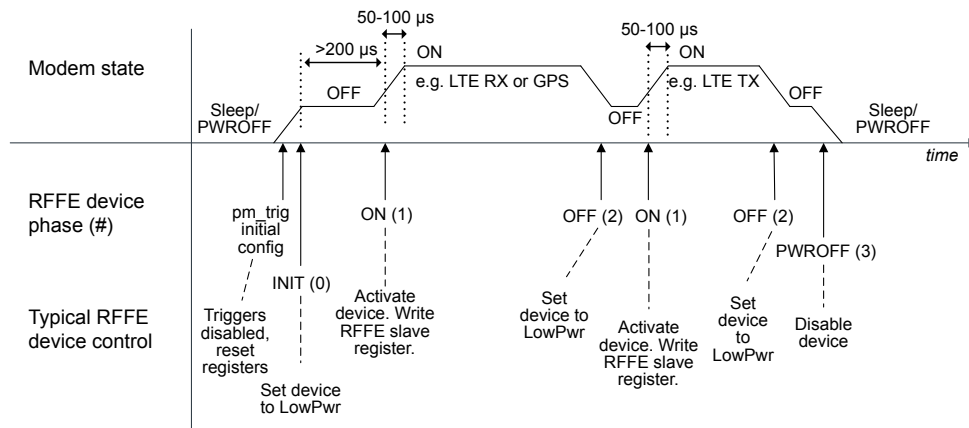 50-100 µs
50-100 µs
>200 µs
ON
ON
Modem state
e.g. LTE RX or GPS
e.g. LTE TX
OFF
OFF
Sleep/
PWROFF
Sleep/
PWROFF
time
RFFE device
phase (#)
pm_trig
initial
config
ON (1)
OFF (2)
ON (1)
OFF (2)
PWROFF (3)
INIT (0)
Typical RFFE
device control
Triggers
disabled,
reset
registers
Set device
to LowPwr
Activate
device. Write
RFFE slave
register.
Set
device to
LowPwr
Activate
device. Write
RFFE slave
register.
Set
device
to
LowPwr
Disable
device